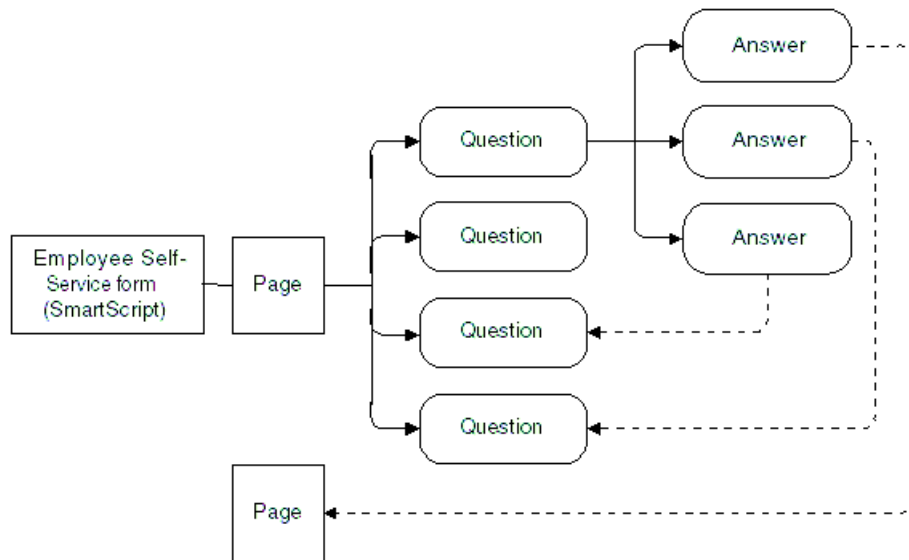 Answer
Question
Answer
Question
Answer
Employee Self-
Service form
(SmartScript)
Page
Question
Question
Page